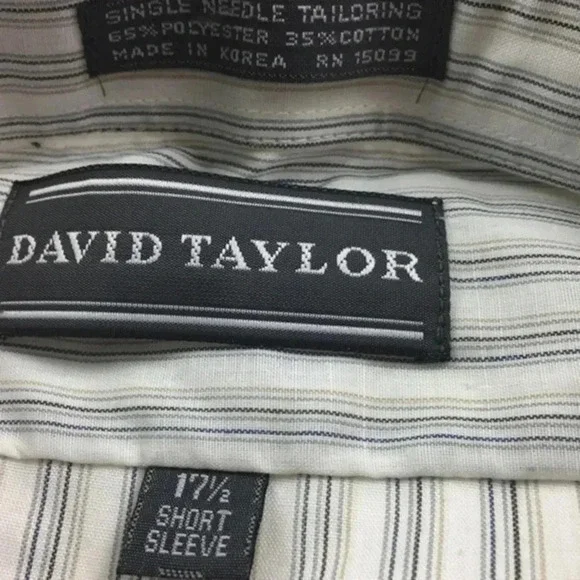 SINGLE NEEDLE TAILORING
65% POLYESTER 35% COTTON
MADE IN KOREA RN 15099
DAVID TAYLOR
17½
SHORT
SLEEVE